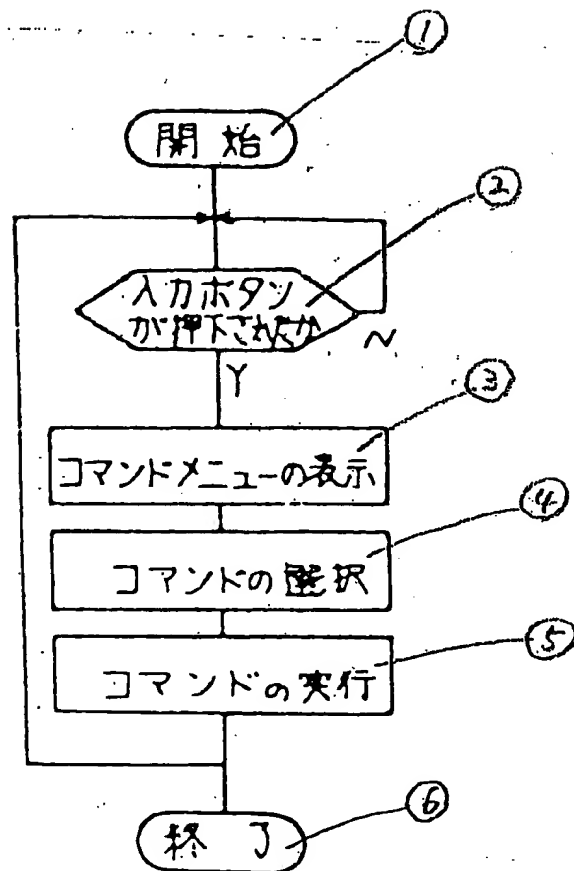 ①
開始
②
入力ボタン
が押下されたか
N
Y
③
コマンドメニューの表示
④
コマンドの選択
⑤
コマンドの実行
⑥
終了